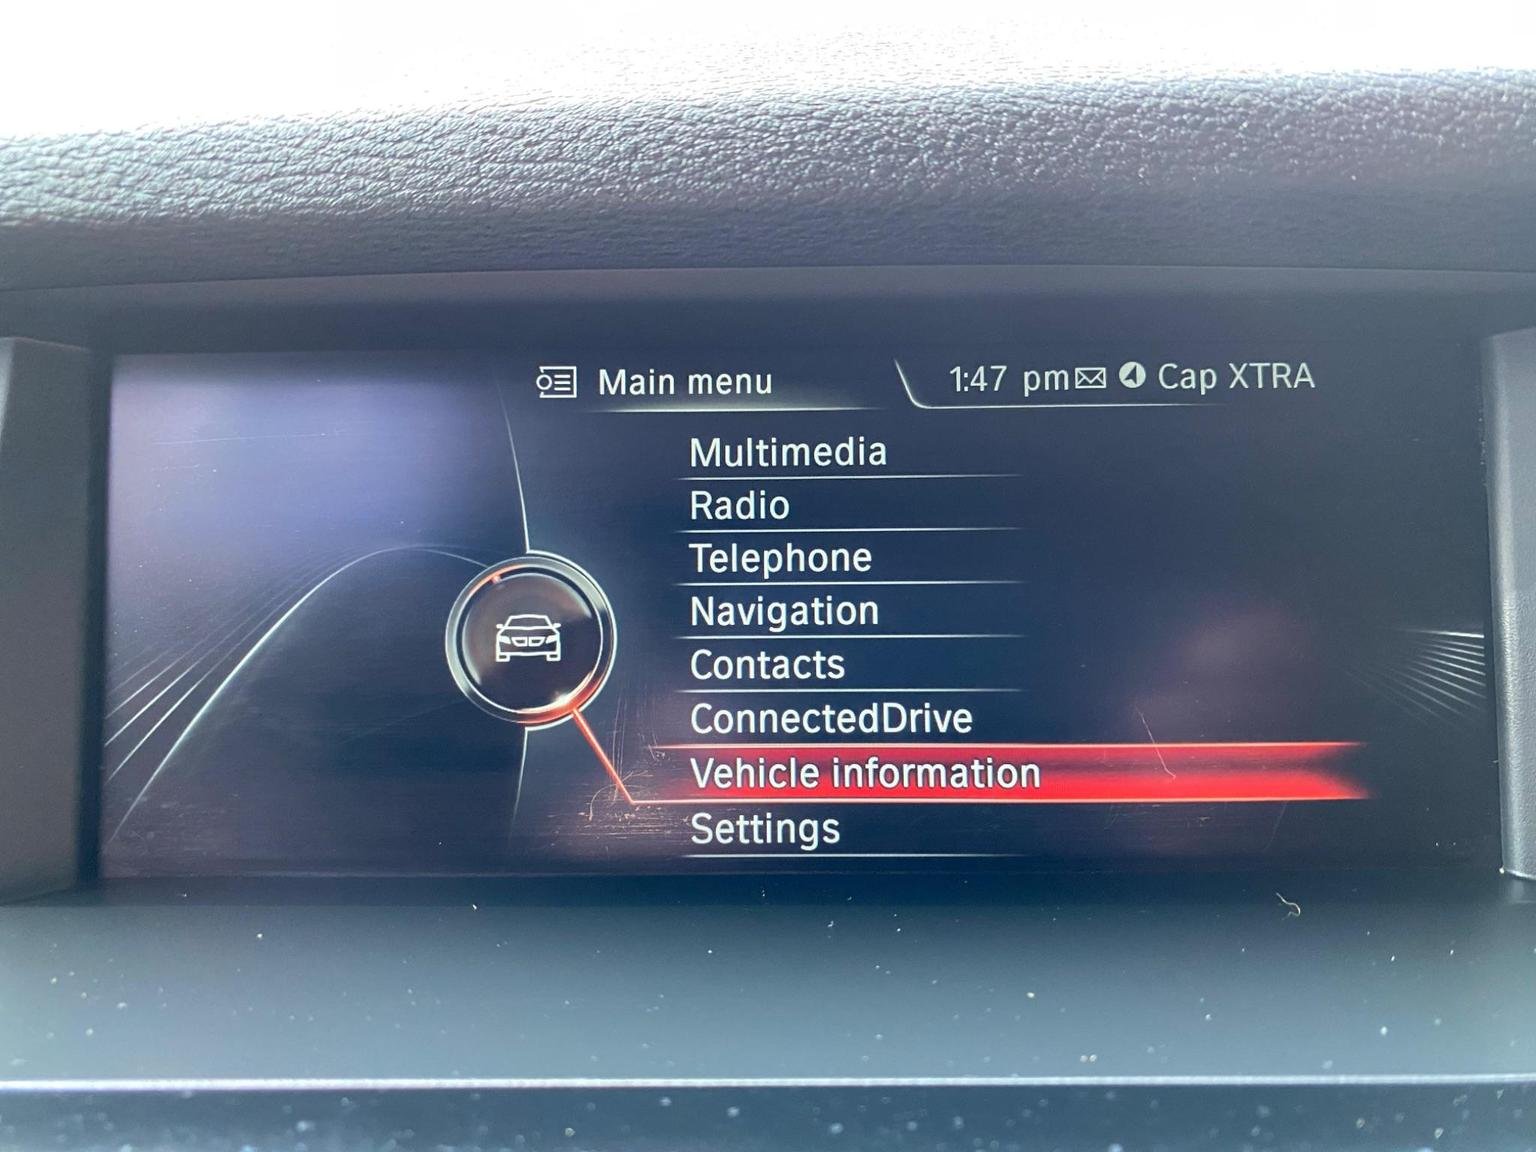 Main menu
1:47 pm Cap XTRA
Multimedia
Radio
Telephone
Navigation
Contacts
ConnectedDrive
Vehicle information
Settings